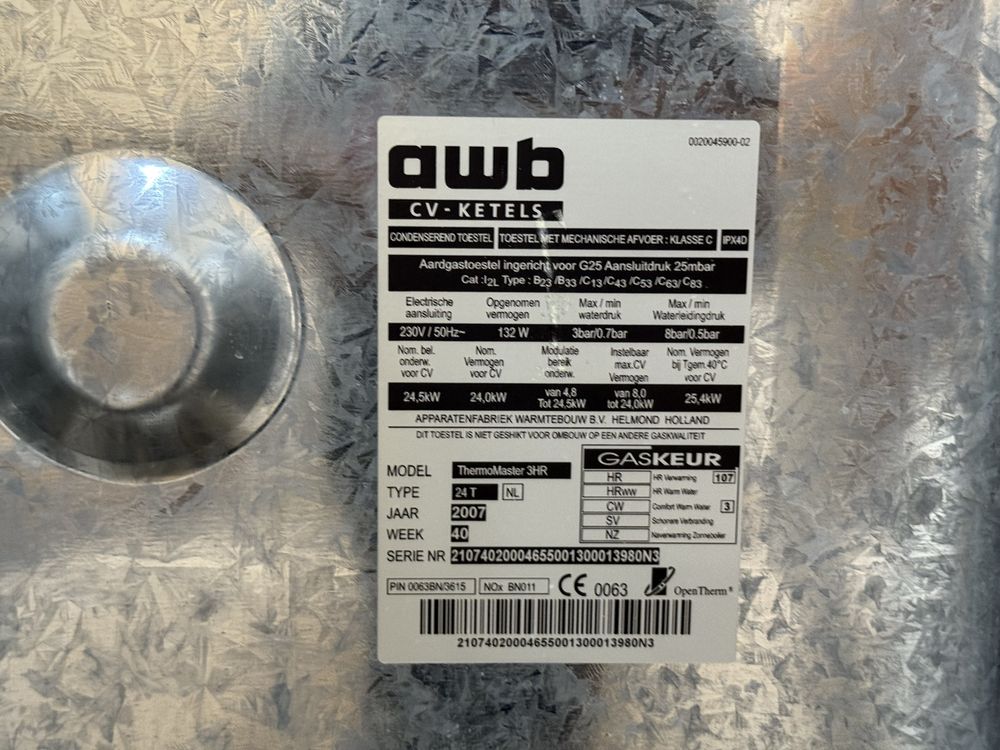 0020045900-02
awb
CV-KETELS
CONDENSEREND TOESTEL TOESTEL MET MECHANISCHE AFVOER : KLASSE C IPX4D
Aardgastoestel ingericht voor G25 Aansluitdruk 25mbar
Cat :I2L Type : B23 /B33 /C13 /C43 /C53 /C63/ C83 .
Electrische aansluiting Opgenomen vermogen Max / min waterdruk Max / min Waterleidingdruk
230V / 50Hz~ 132 W 3bar/0.7bar 8bar/0.5bar
Nom. bel. onderw. voor CV Nom. Vermogen voor CV Modulatie bereik onderw. Instelbaar max.CV Vermogen Nom. Vermogen bij Tgem.40°C voor CV
24,5kW 24,0kW van 4,8 Tot 24,5kW van 8,0 tot 24,0kW 25,4kW
APPARATENFABRIEK WARMTEBOUW B.V. HELMOND HOLLAND
DIT TOESTEL IS NIET GESHIKT VOOR OMBOUW OP EEN ANDERE GASKWALITEIT
MODEL ThermoMaster 3HR
TYPE 24 T NL
JAAR 2007
WEEK 40
GASKEUR
HR HR Verwarming 107
HRww HR Warm Water
CW Comfort Warm Water 3
SV Schonere Verbranding
NZ Naverwarming Zonneboiler
SERIE NR 21074020004655001300013980N3
PIN 0063BN/3615 NOx BN011 CE 0063 OpenTherm®
21074020004655001300013980N3